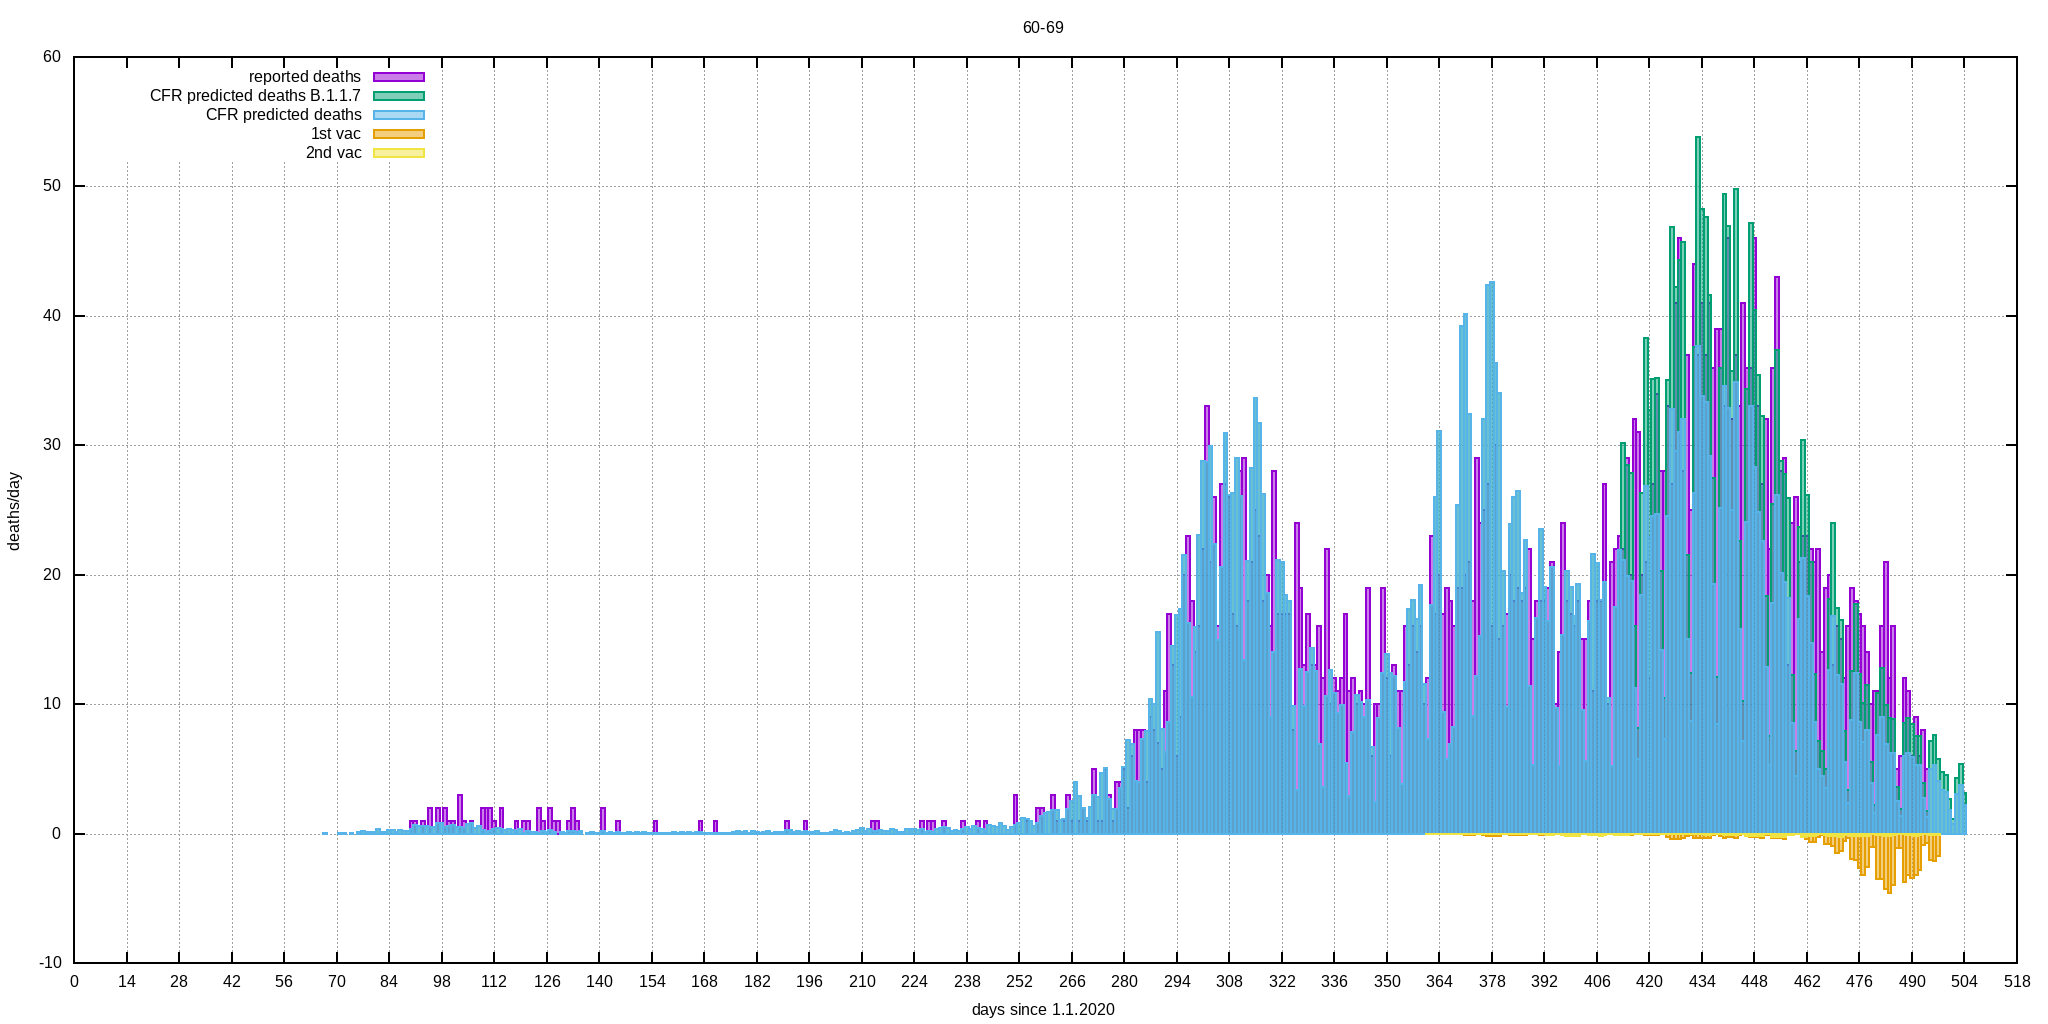 60-69
reported deaths
CFR predicted deaths B.1.1.7
CFR predicted deaths
1st vac
2nd vac
60
50
40
30
20
10
0
-10
deaths/day
0 14 28 42 56 70 84 98 112 126 140 154 168 182 196 210 224 238 252 266 280 294 308 322 336 350 364 378 392 406 420 434 448 462 476 490 504 518
days since 1.1.2020